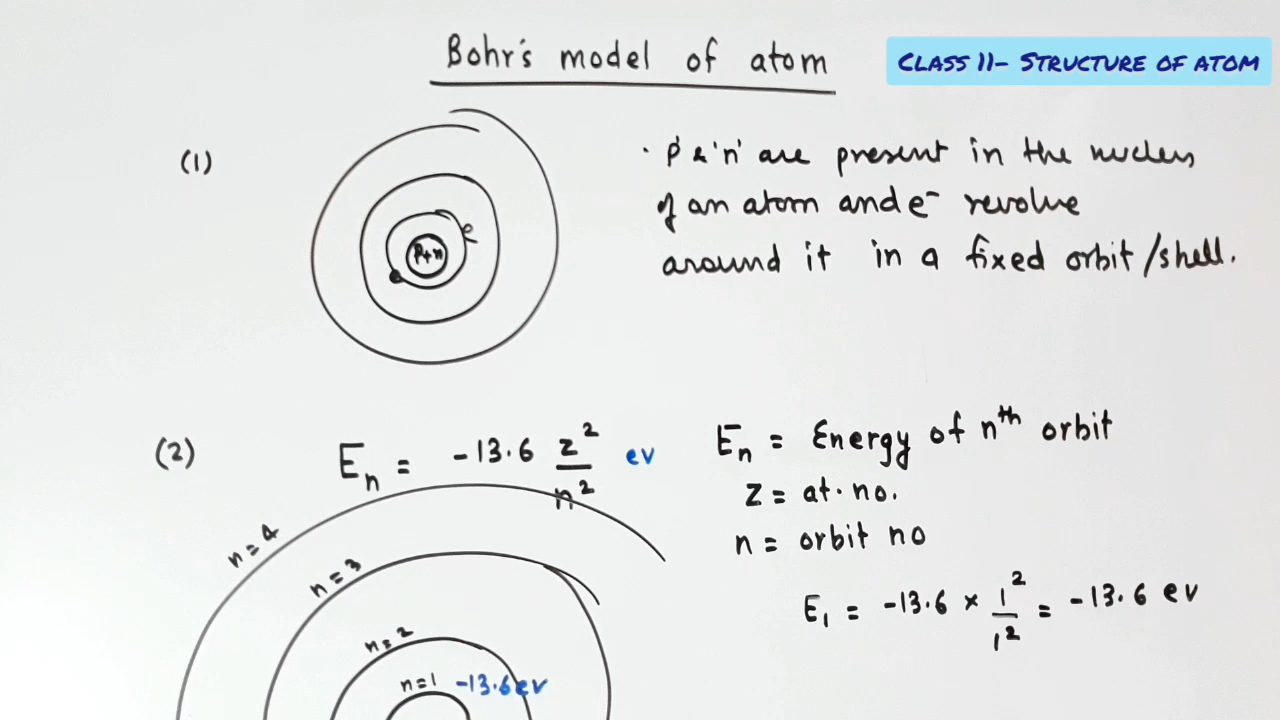 Bohr's model of atom
CLASS 11- STRUCTURE OF ATOM
(1)
· 'p' & 'n' are present in the nucleus
of an atom and e⁻ revolve
around it in a fixed orbit/shell.
e⁻
p+n
(2)
Eₙ = -13.6 z²/n² ev
Eₙ = Energy of nᵗʰ orbit
z = at. no.
n = orbit no
E₁ = -13.6 × 1²/1² = -13.6 ev
n=4
n=3
n=2
n=1 -13.6ev